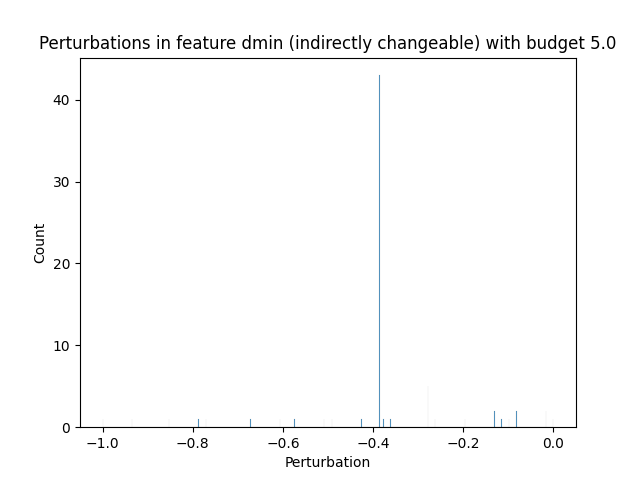 Perturbations in feature dmin (indirectly changeable) with budget 5.0
40
30
20
10
0
Count
−1.0 −0.8 −0.6 −0.4 −0.2 0.0
Perturbation